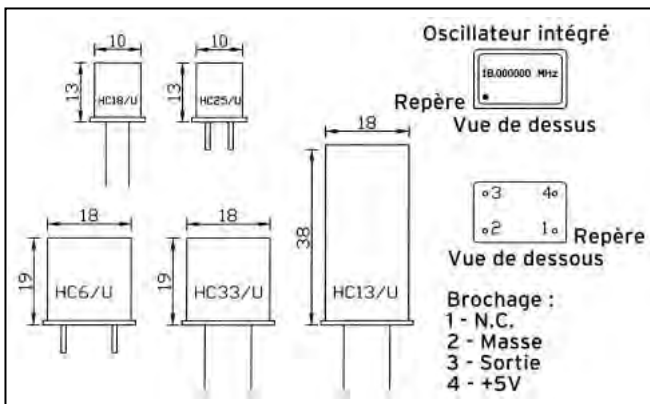 10
13
HC18/U
10
13
HC25/U
18
19
HC6/U
18
19
HC33/U
18
38
HC13/U
Oscillateur intégré
18.000000 MHz
Repère
Vue de dessus
3 4
2 1
Repère
Vue de dessous
Brochage :
1 - N.C.
2 - Masse
3 - Sortie
4 - +5V